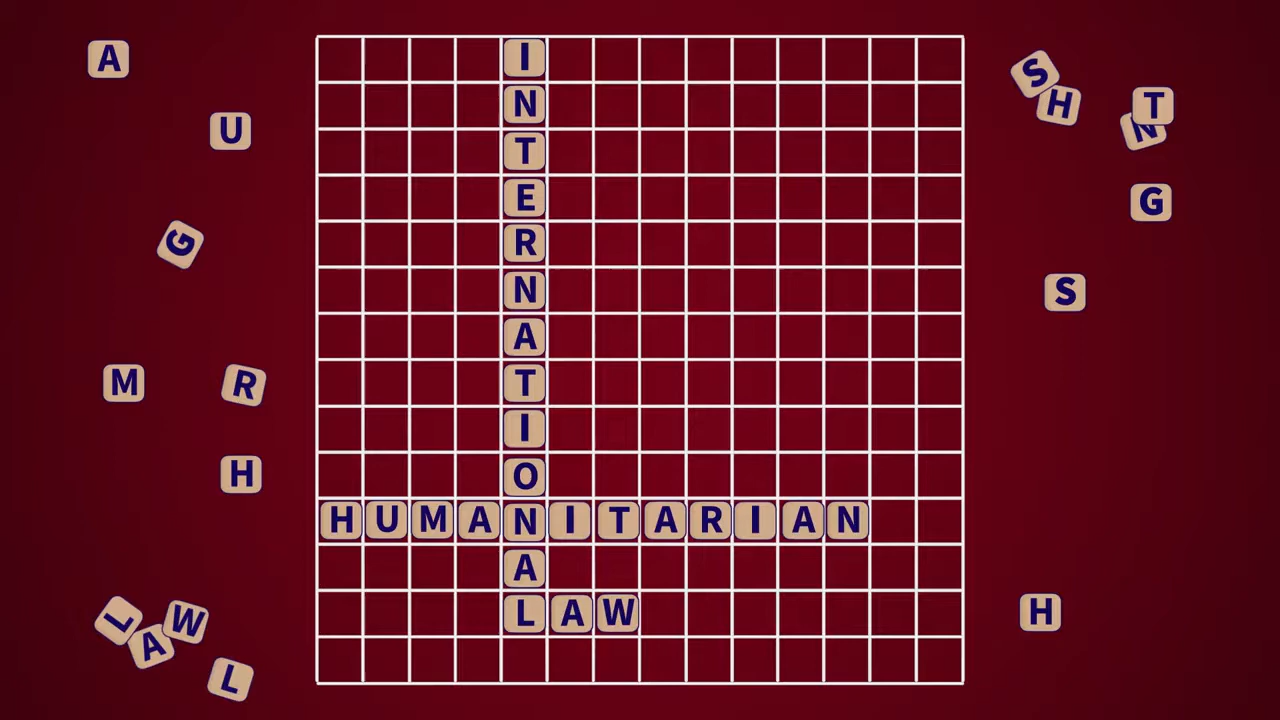 INTERNATIONAL
HUMANITARIAN
LAW
A
U
G
M
R
H
L
A
W
L
S
H
T
N
G
S
H